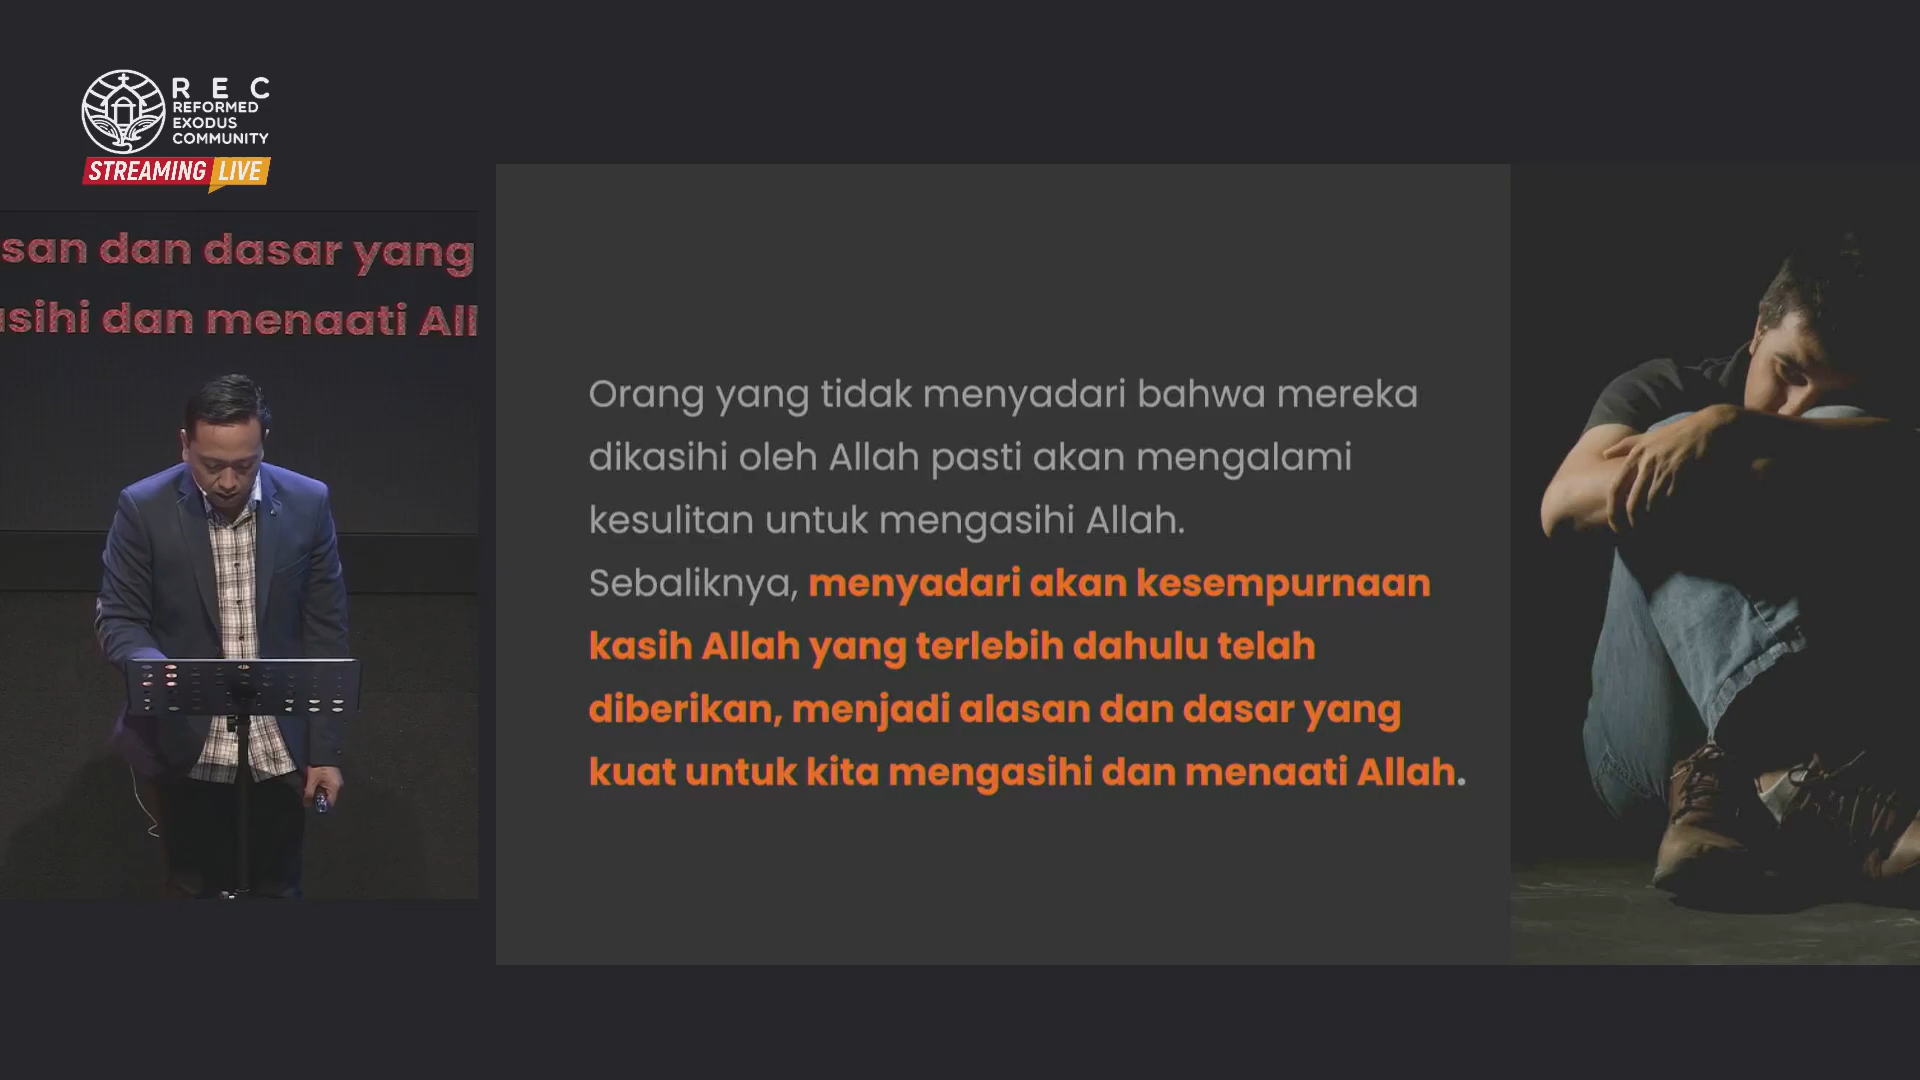 R E C
REFORMED
EXODUS
COMMUNITY
STREAMING LIVE
san dan dasar yang
sihi dan menaati All
Orang yang tidak menyadari bahwa mereka
dikasihi oleh Allah pasti akan mengalami
kesulitan untuk mengasihi Allah.
Sebaliknya, menyadari akan kesempurnaan
kasih Allah yang terlebih dahulu telah
diberikan, menjadi alasan dan dasar yang
kuat untuk kita mengasihi dan menaati Allah.